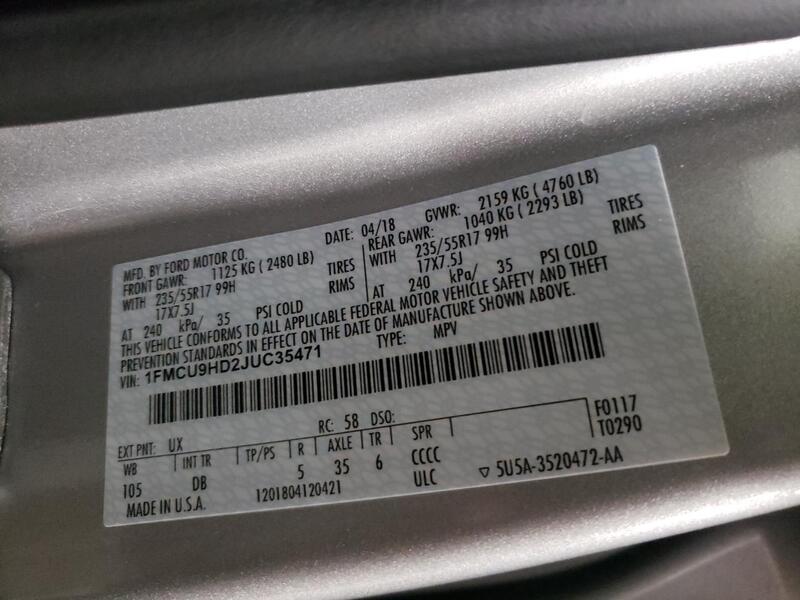 MFD. BY FORD MOTOR CO. DATE: 04/18 GVWR: 2159 KG ( 4760 LB)
FRONT GAWR: 1125 KG ( 2480 LB) REAR GAWR: 1040 KG ( 2293 LB)
WITH 235/55R17 99H TIRES WITH 235/55R17 99H TIRES
17X7.5J RIMS 17X7.5J RIMS
AT 240 kPa/ 35 PSI COLD AT 240 kPa/ 35 PSI COLD
THIS VEHICLE CONFORMS TO ALL APPLICABLE FEDERAL MOTOR VEHICLE SAFETY AND THEFT
PREVENTION STANDARDS IN EFFECT ON THE DATE OF MANUFACTURE SHOWN ABOVE.
VIN: 1FMCU9HD2JUC35471 TYPE: MPV
EXT PNT: UX RC: 58 DSO: F0117
T0290
WB INT TR TP/PS R AXLE TR SPR
105 DB 5 35 6 CCCC
ULC
MADE IN U.S.A. 1201804120421 ▽ 5U5A-3520472-AA